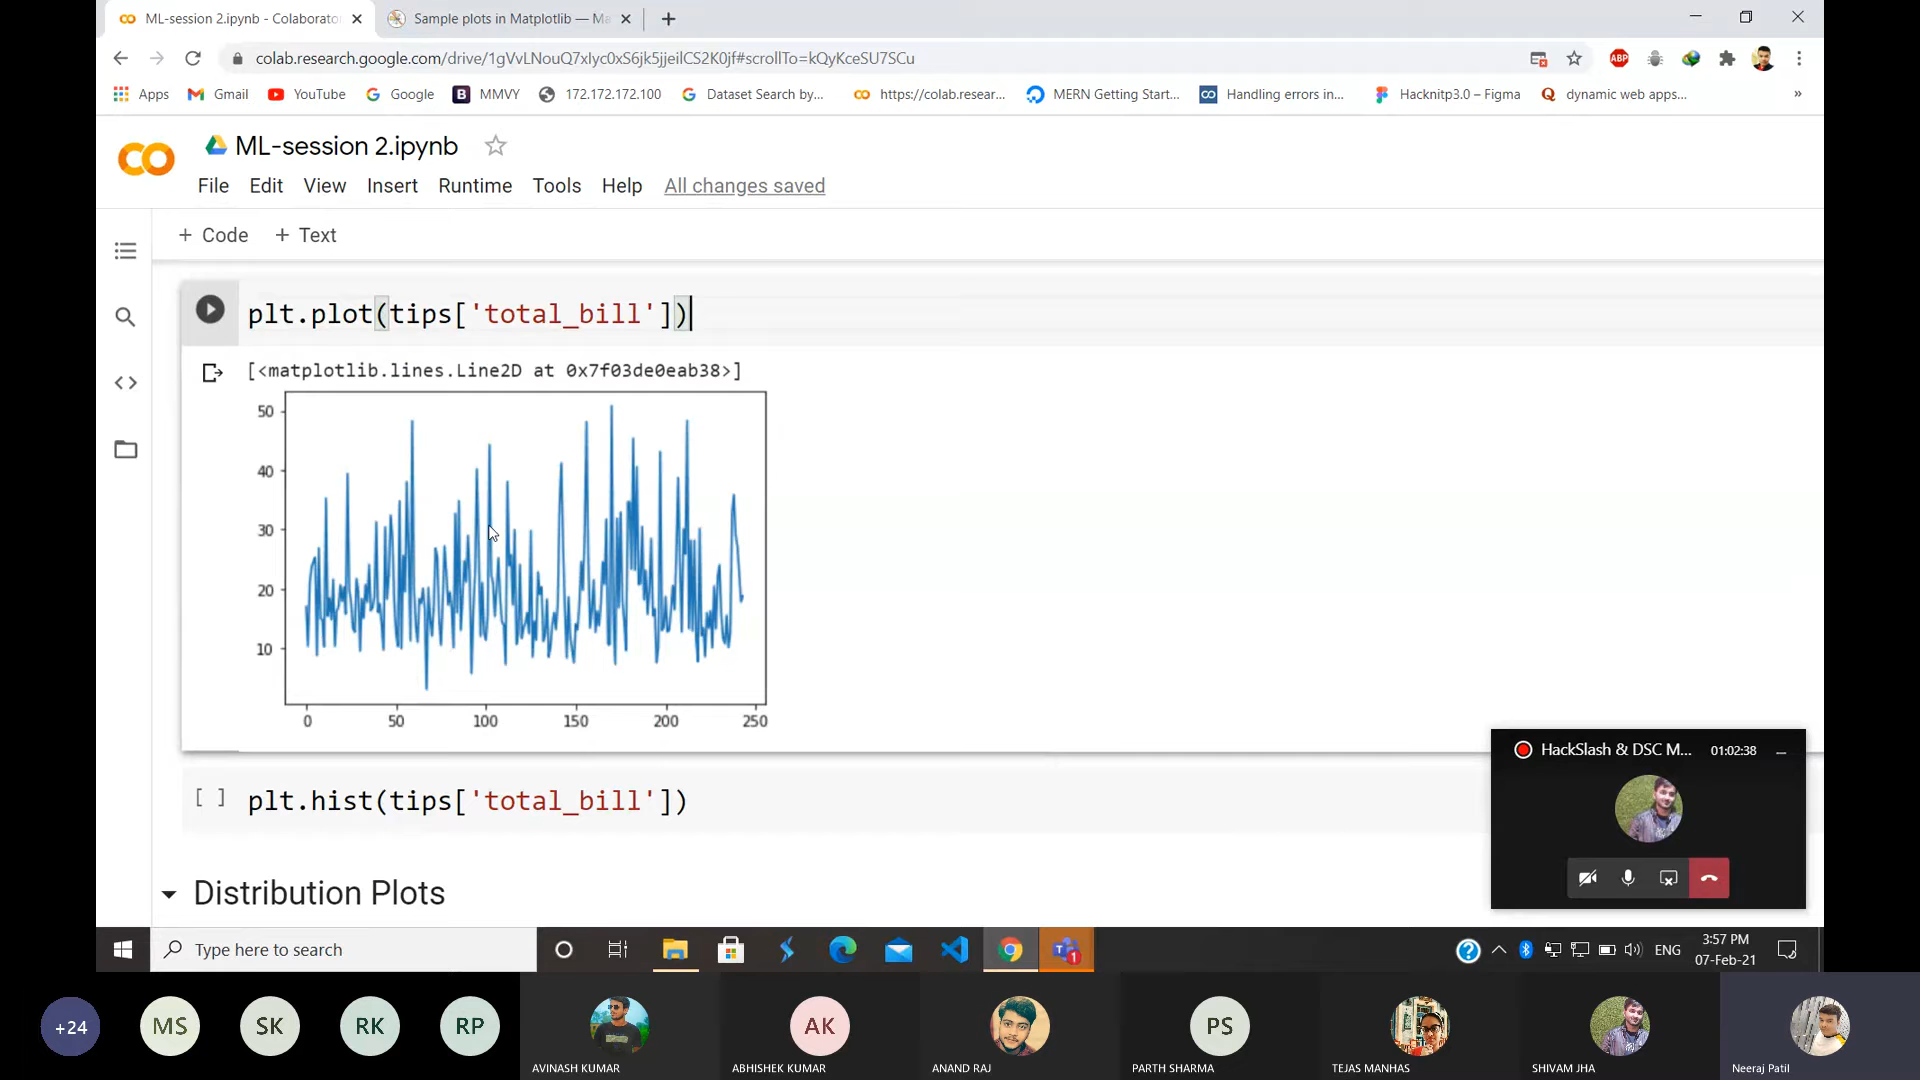 ML-session 2.ipynb - Colaborato
Sample plots in Matplotlib — Ma
colab.research.google.com/drive/1gVvLNouQ7xIyc0xS6jk5jjeilCS2K0jf#scrollTo=kQyKceSU7SCu
ABP
Apps
Gmail
YouTube
Google
B MMVY
172.172.172.100
Dataset Search by...
https://colab.resear...
MERN Getting Start...
Handling errors in...
Hacknitp3.0 – Figma
dynamic web apps...
»
ML-session 2.ipynb
File Edit View Insert Runtime Tools Help All changes saved
+ Code + Text
plt.plot(tips['total_bill'])
[<matplotlib.lines.Line2D at 0x7f03de0eab38>]
50
40
30
20
10
0 50 100 150 200 250
[ ] plt.hist(tips['total_bill'])
Distribution Plots
HackSlash & DSC M... 01:02:38
Type here to search
1
ENG
3:57 PM
07-Feb-21
+24
MS
SK
RK
RP
AK
PS
AVINASH KUMAR
ABHISHEK KUMAR
ANAND RAJ
PARTH SHARMA
TEJAS MANHAS
SHIVAM JHA
Neeraj Patil